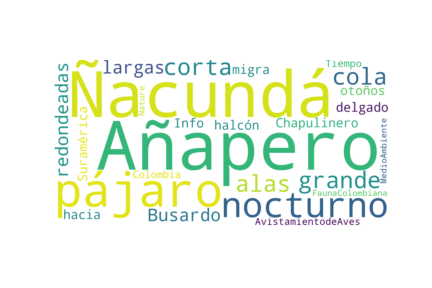 Tiempo
largas corta migra cola
otoños
redondeadas
Ñacundá
Nature
delgado
Suramérica
Info halcón Chapulinero
MedioAmbiente
Añapero
Colombia
pájaro alas grande
FaunaColombiana
hacia Busardo nocturno
AvistamientodeAves